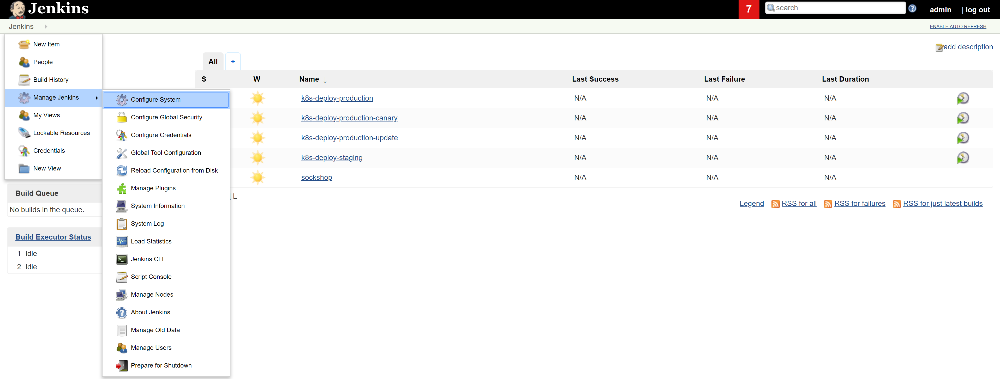 Jenkins
7
search
admin | log out
Jenkins
ENABLE AUTO REFRESH
New Item
People
Build History
Manage Jenkins
My Views
Lockable Resources
Credentials
New View
Configure System
Configure Global Security
Configure Credentials
Global Tool Configuration
Reload Configuration from Disk
Manage Plugins
System Information
System Log
Load Statistics
Jenkins CLI
Script Console
Manage Nodes
About Jenkins
Manage Old Data
Manage Users
Prepare for Shutdown
Build Queue
No builds in the queue.
Build Executor Status
1 Idle
2 Idle
add description
All +
S W Name ↓ Last Success Last Failure Last Duration
k8s-deploy-production N/A N/A N/A
k8s-deploy-production-canary N/A N/A N/A
k8s-deploy-production-update N/A N/A N/A
k8s-deploy-staging N/A N/A N/A
sockshop N/A N/A N/A
L
Legend RSS for all RSS for failures RSS for just latest builds